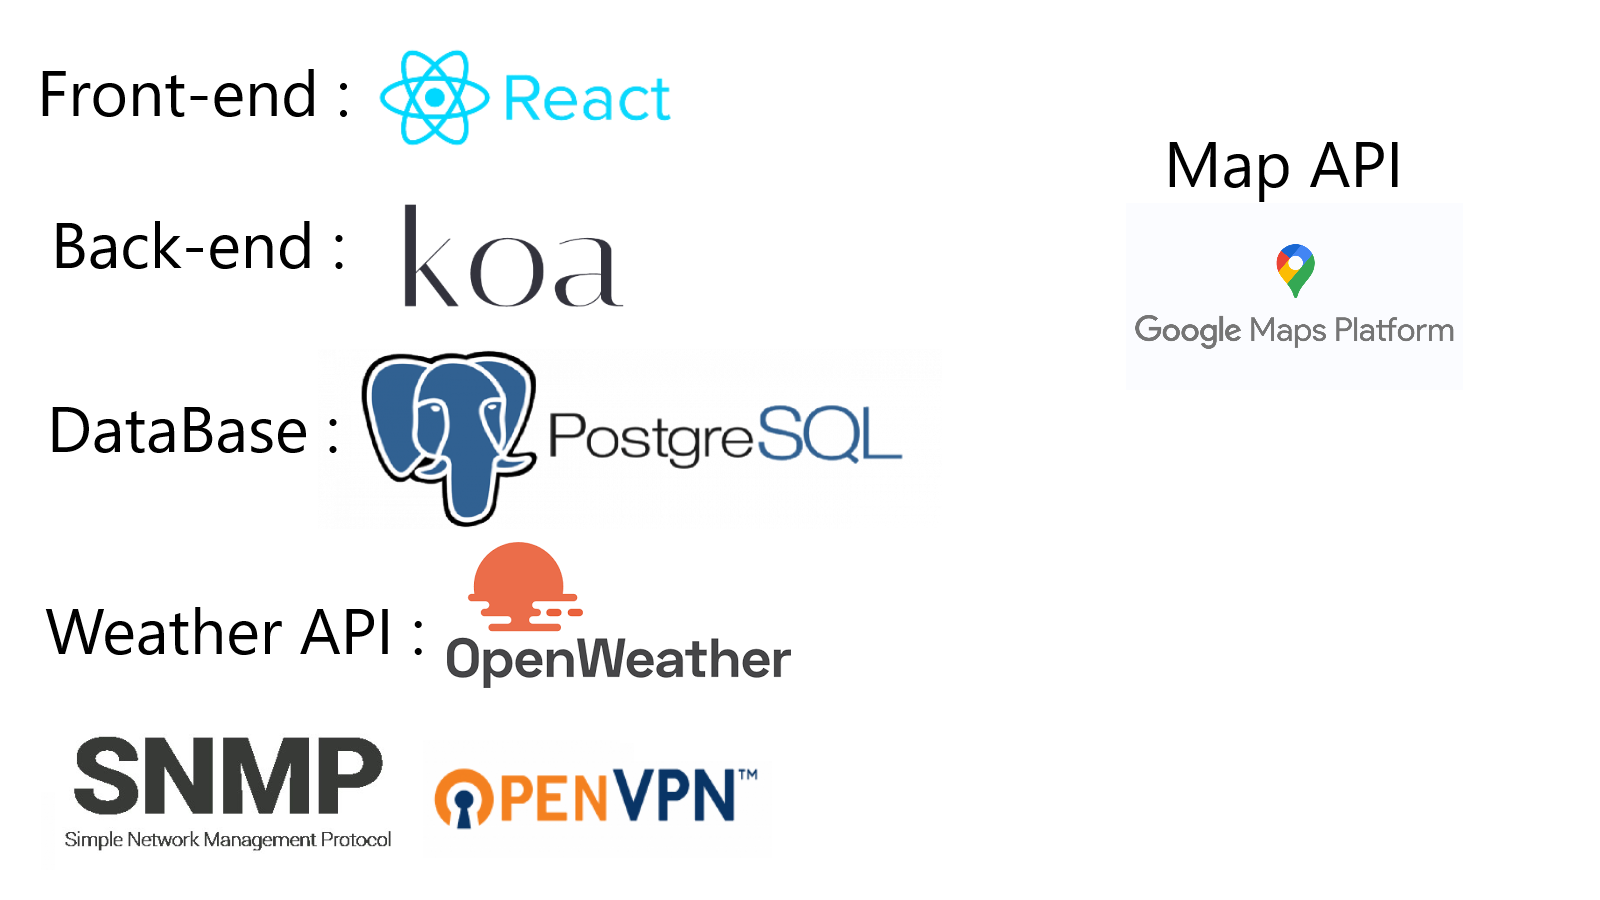 Front-end : React
Back-end : koa
DataBase : PostgreSQL
Weather API : OpenWeather
SNMP
Simple Network Management Protocol
OPENVPN™
Map API
Google Maps Platform